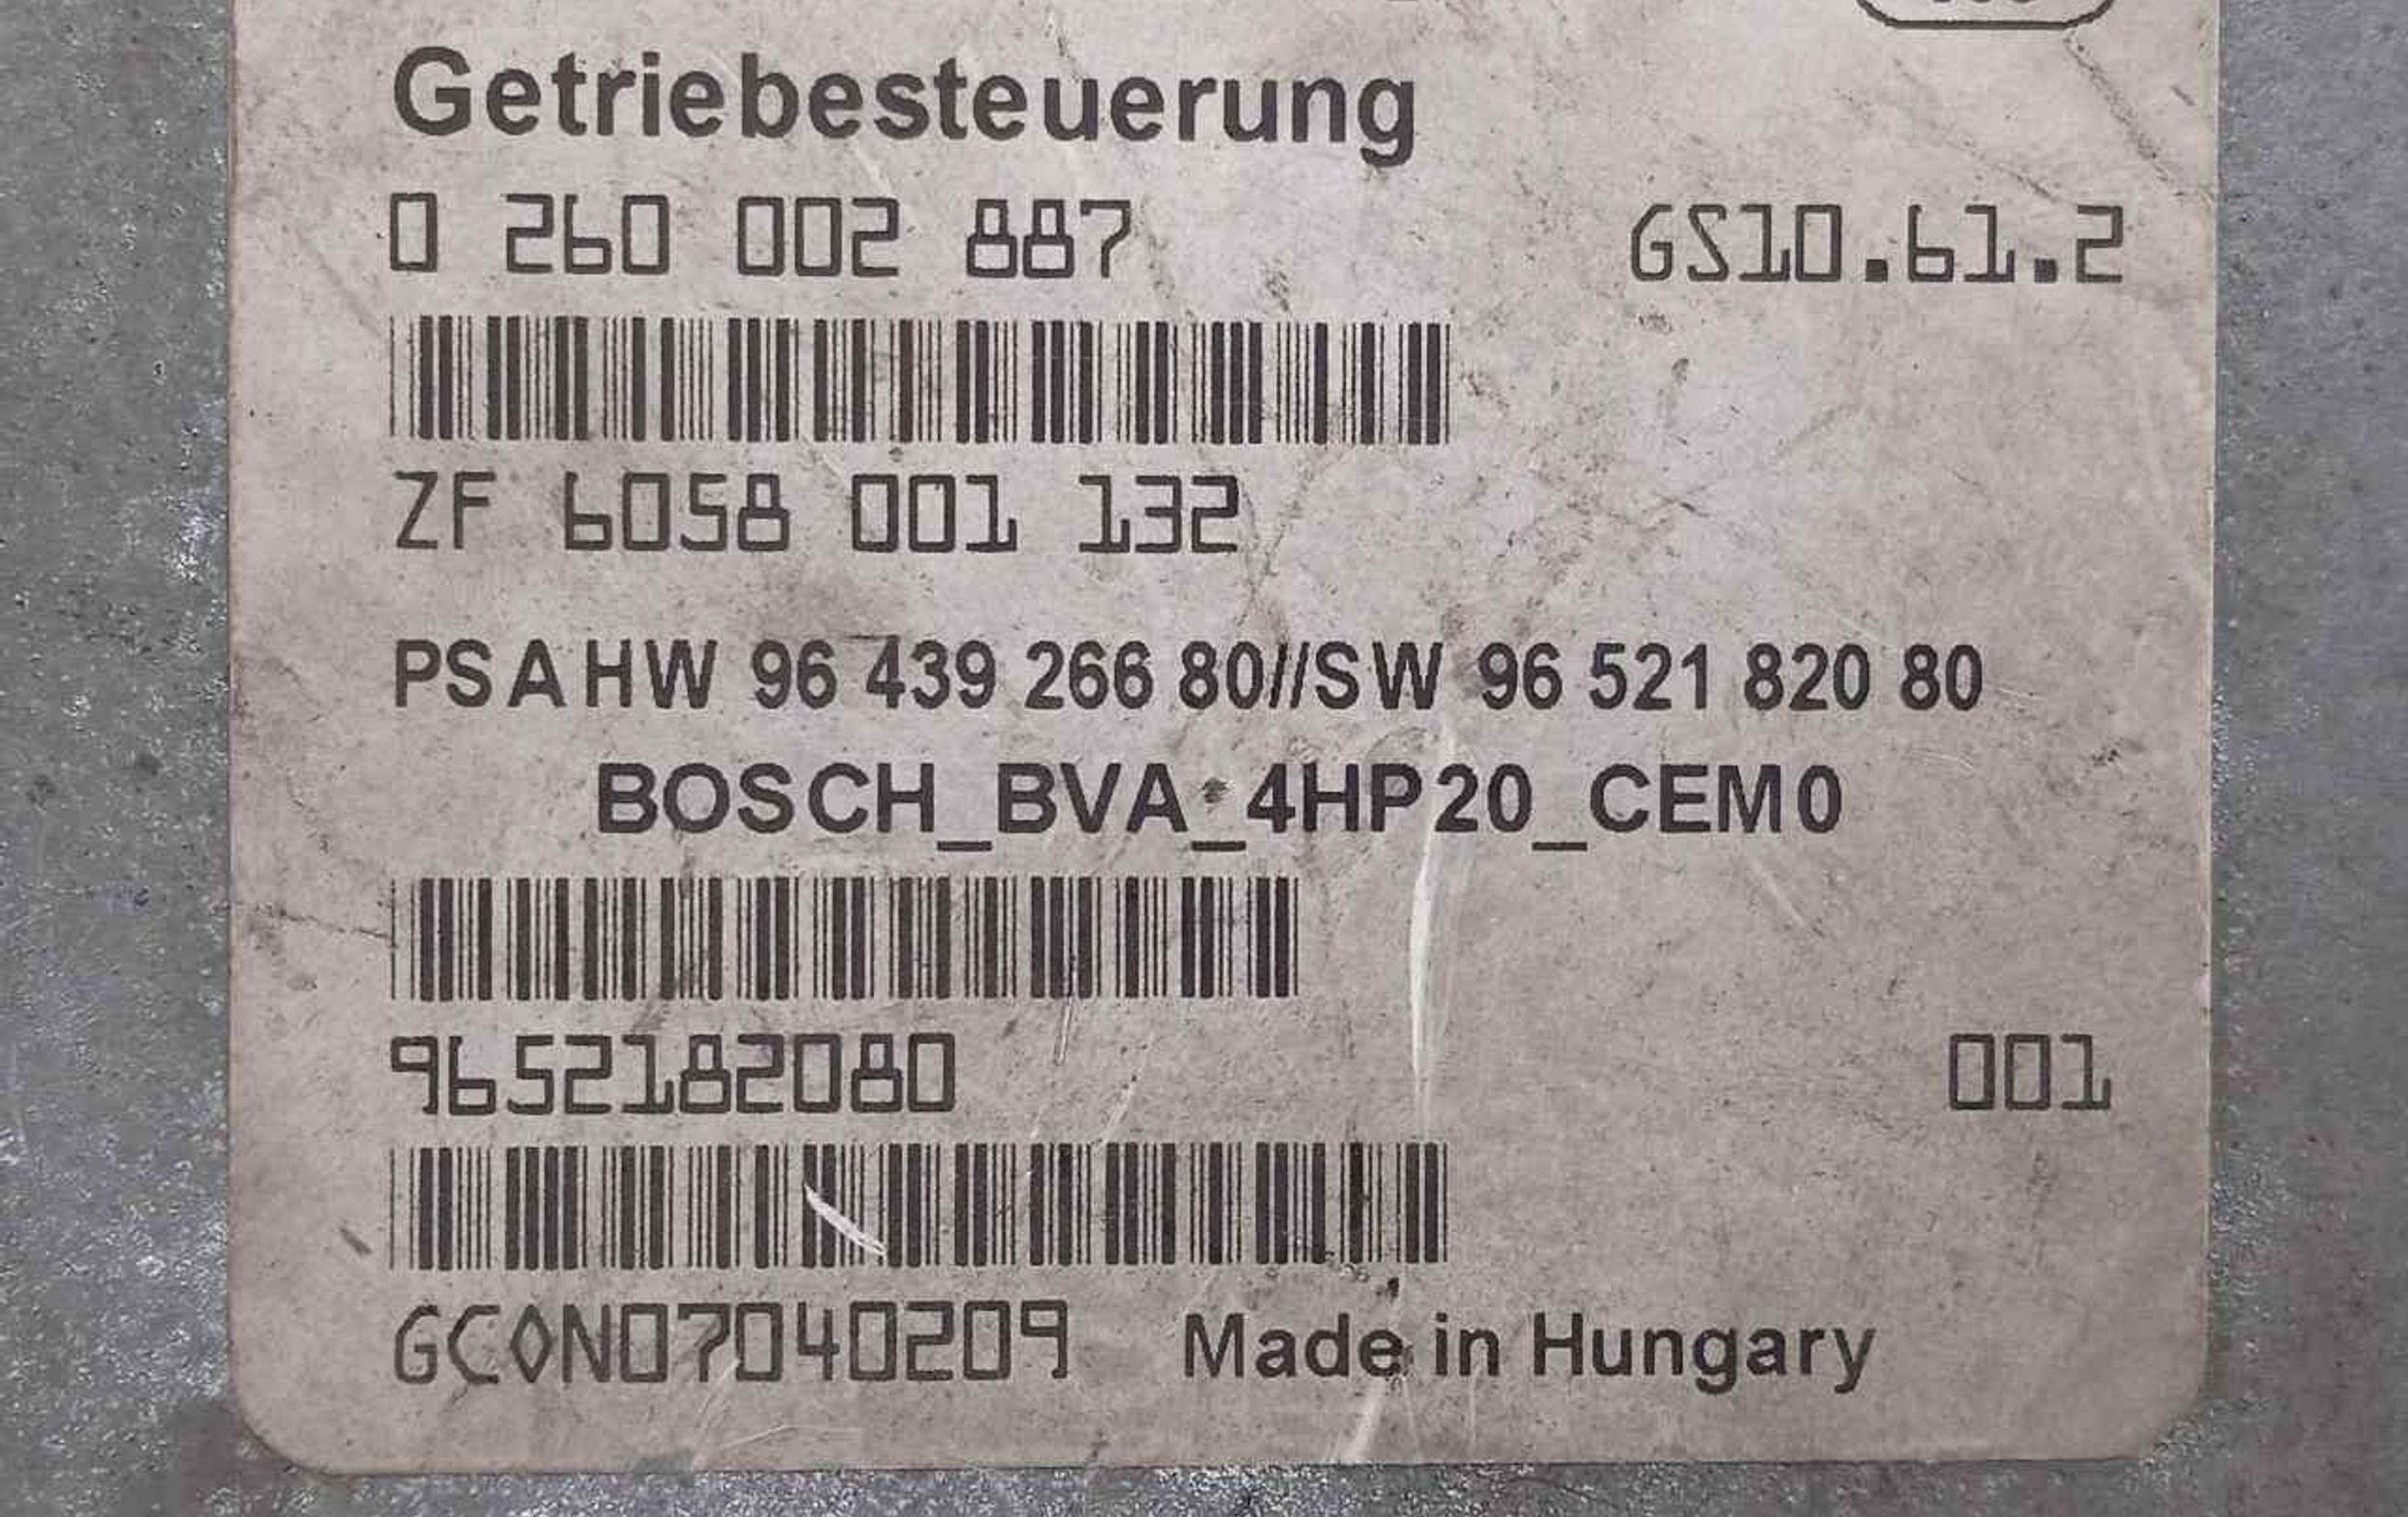 Getriebesteuerung
0 260 002 887 GS10.61.2
ZF 6058 001 132
PSA HW 96 439 266 80//SW 96 521 820 80
BOSCH_BVA_4HP20_CEM0
9652182080 001
GC0N07040209 Made in Hungary